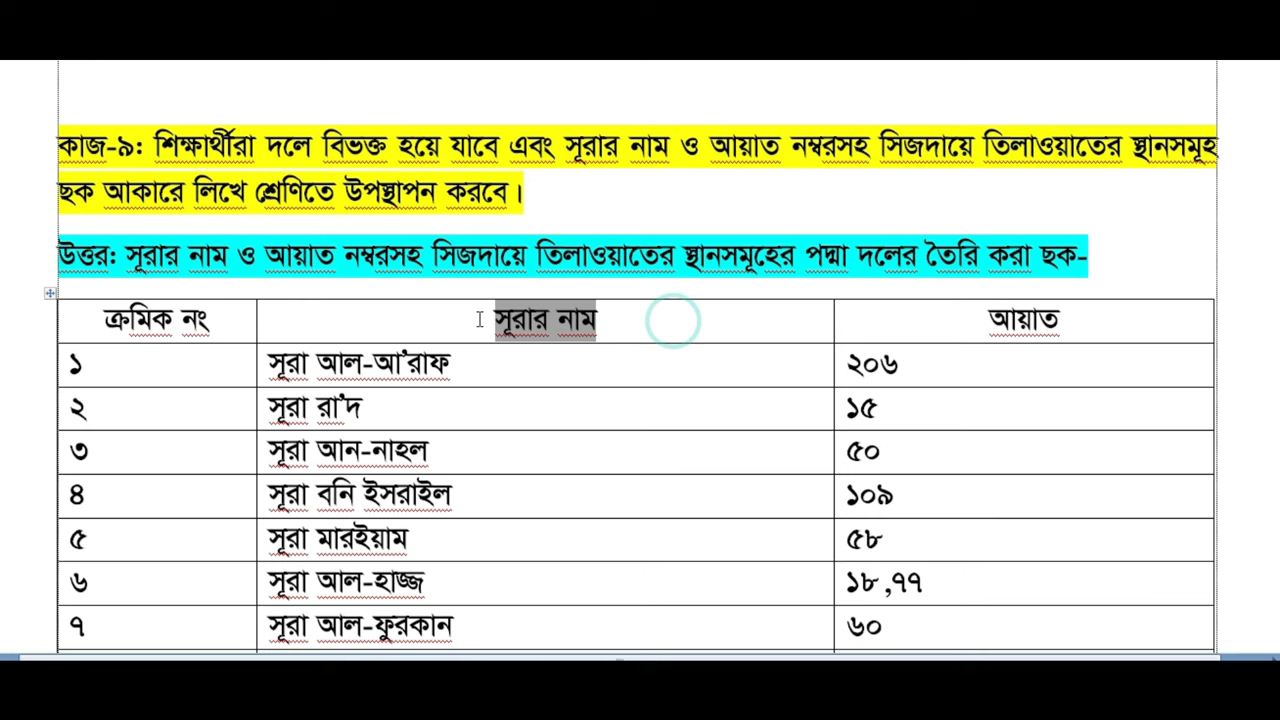 কাজ-৯: শিক্ষার্থীরা দলে বিভক্ত হয়ে যাবে এবং সূরার নাম ও আয়াত নম্বরসহ সিজদায়ে তিলাওয়াতের স্থানসমূহ
ছক আকারে লিখে শ্রেণিতে উপস্থাপন করবে।
উত্তর: সূরার নাম ও আয়াত নম্বরসহ সিজদায়ে তিলাওয়াতের স্থানসমূহের পদ্মা দলের তৈরি করা ছক-
ক্রমিক নং সূরার নাম আয়াত
১ সূরা আল-আ’রাফ ২০৬
২ সূরা রা’দ ১৫
৩ সূরা আন-নাহল ৫০
৪ সূরা বনি ইসরাইল ১০৯
৫ সূরা মারইয়াম ৫৮
৬ সূরা আল-হাজ্জ ১৮,৭৭
৭ সূরা আল-ফুরকান ৬০